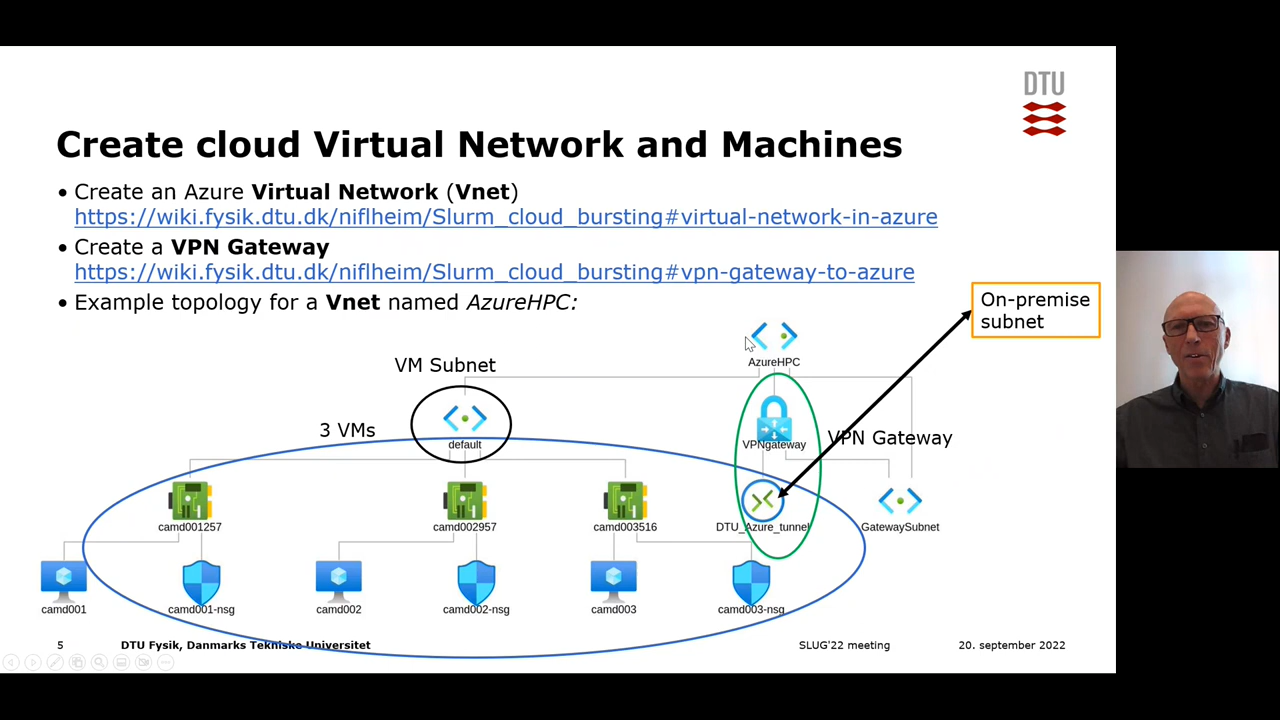 DTU
Create cloud Virtual Network and Machines
• Create an Azure Virtual Network (Vnet)
https://wiki.fysik.dtu.dk/niflheim/Slurm_cloud_bursting#virtual-network-in-azure
• Create a VPN Gateway
https://wiki.fysik.dtu.dk/niflheim/Slurm_cloud_bursting#vpn-gateway-to-azure
• Example topology for a Vnet named AzureHPC:
On-premise
subnet
AzureHPC
VM Subnet
3 VMs
default
VPNgateway
VPN Gateway
camd001257
camd002957
camd003516
DTU_Azure_tunnel
GatewaySubnet
camd001
camd001-nsg
camd002
camd002-nsg
camd003
camd003-nsg
5
DTU Fysik, Danmarks Tekniske Universitet
SLUG'22 meeting
20. september 2022